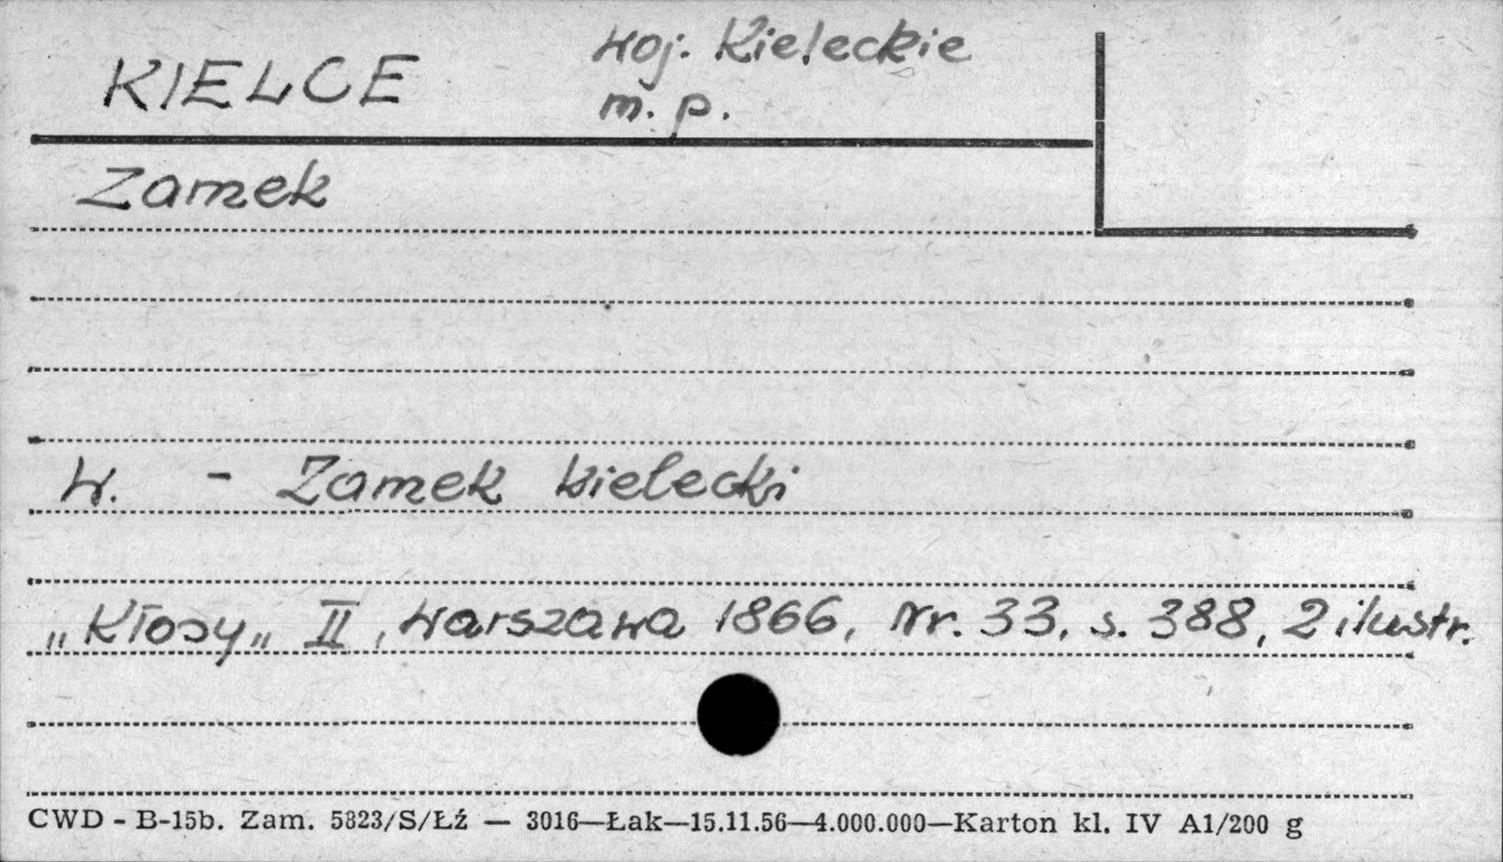 KIELCE woj. Kieleckie
m. p.
Zamek
W. - Zamek kielecki
„Kłosy„ II, Warszawa 1866, Nr. 33, s. 388, 2 ilustr.
CWD - B-15b. Zam. 5823/S/Łź — 3016—Łak—15.11.56—4.000.000—Karton kl. IV A1/200 g